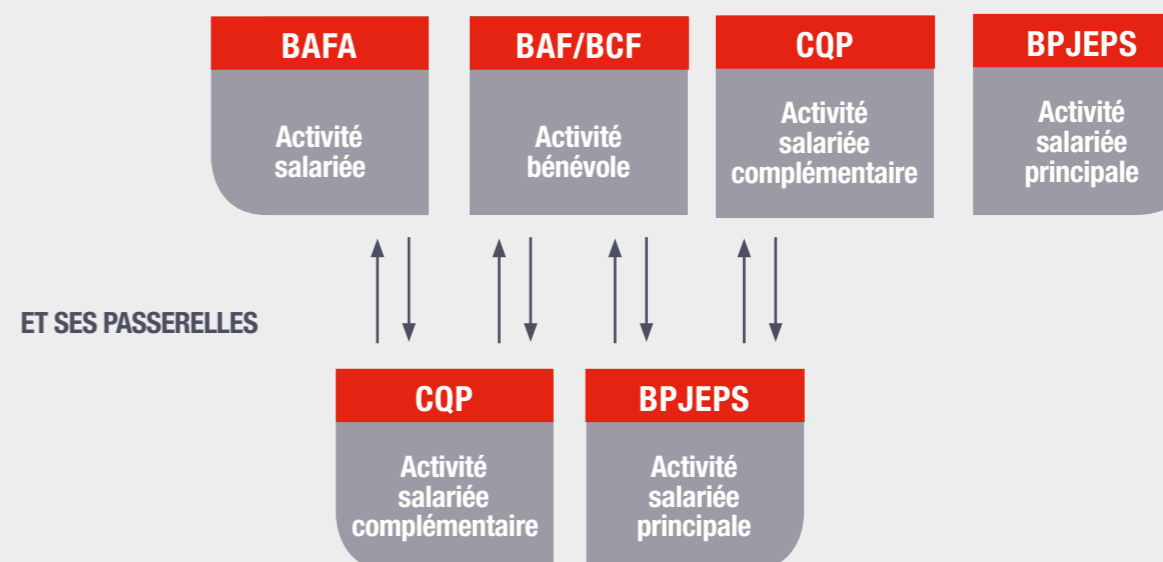 BAFA
Activité
salariée
BAF/BCF
Activité
bénévole
CQP
Activité
salariée
complémentaire
BPJEPS
Activité
salariée
principale
ET SES PASSERELLES
CQP
Activité
salariée
complémentaire
BPJEPS
Activité
salariée
principale